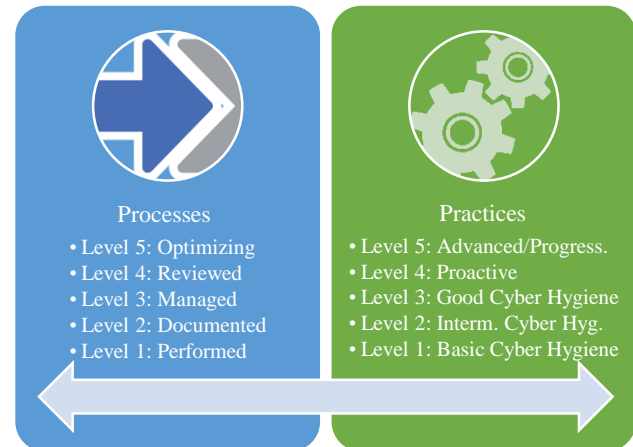 Processes
• Level 5: Optimizing
• Level 4: Reviewed
• Level 3: Managed
• Level 2: Documented
• Level 1: Performed
Practices
• Level 5: Advanced/Progress.
• Level 4: Proactive
• Level 3: Good Cyber Hygiene
• Level 2: Interm. Cyber Hyg.
• Level 1: Basic Cyber Hygiene